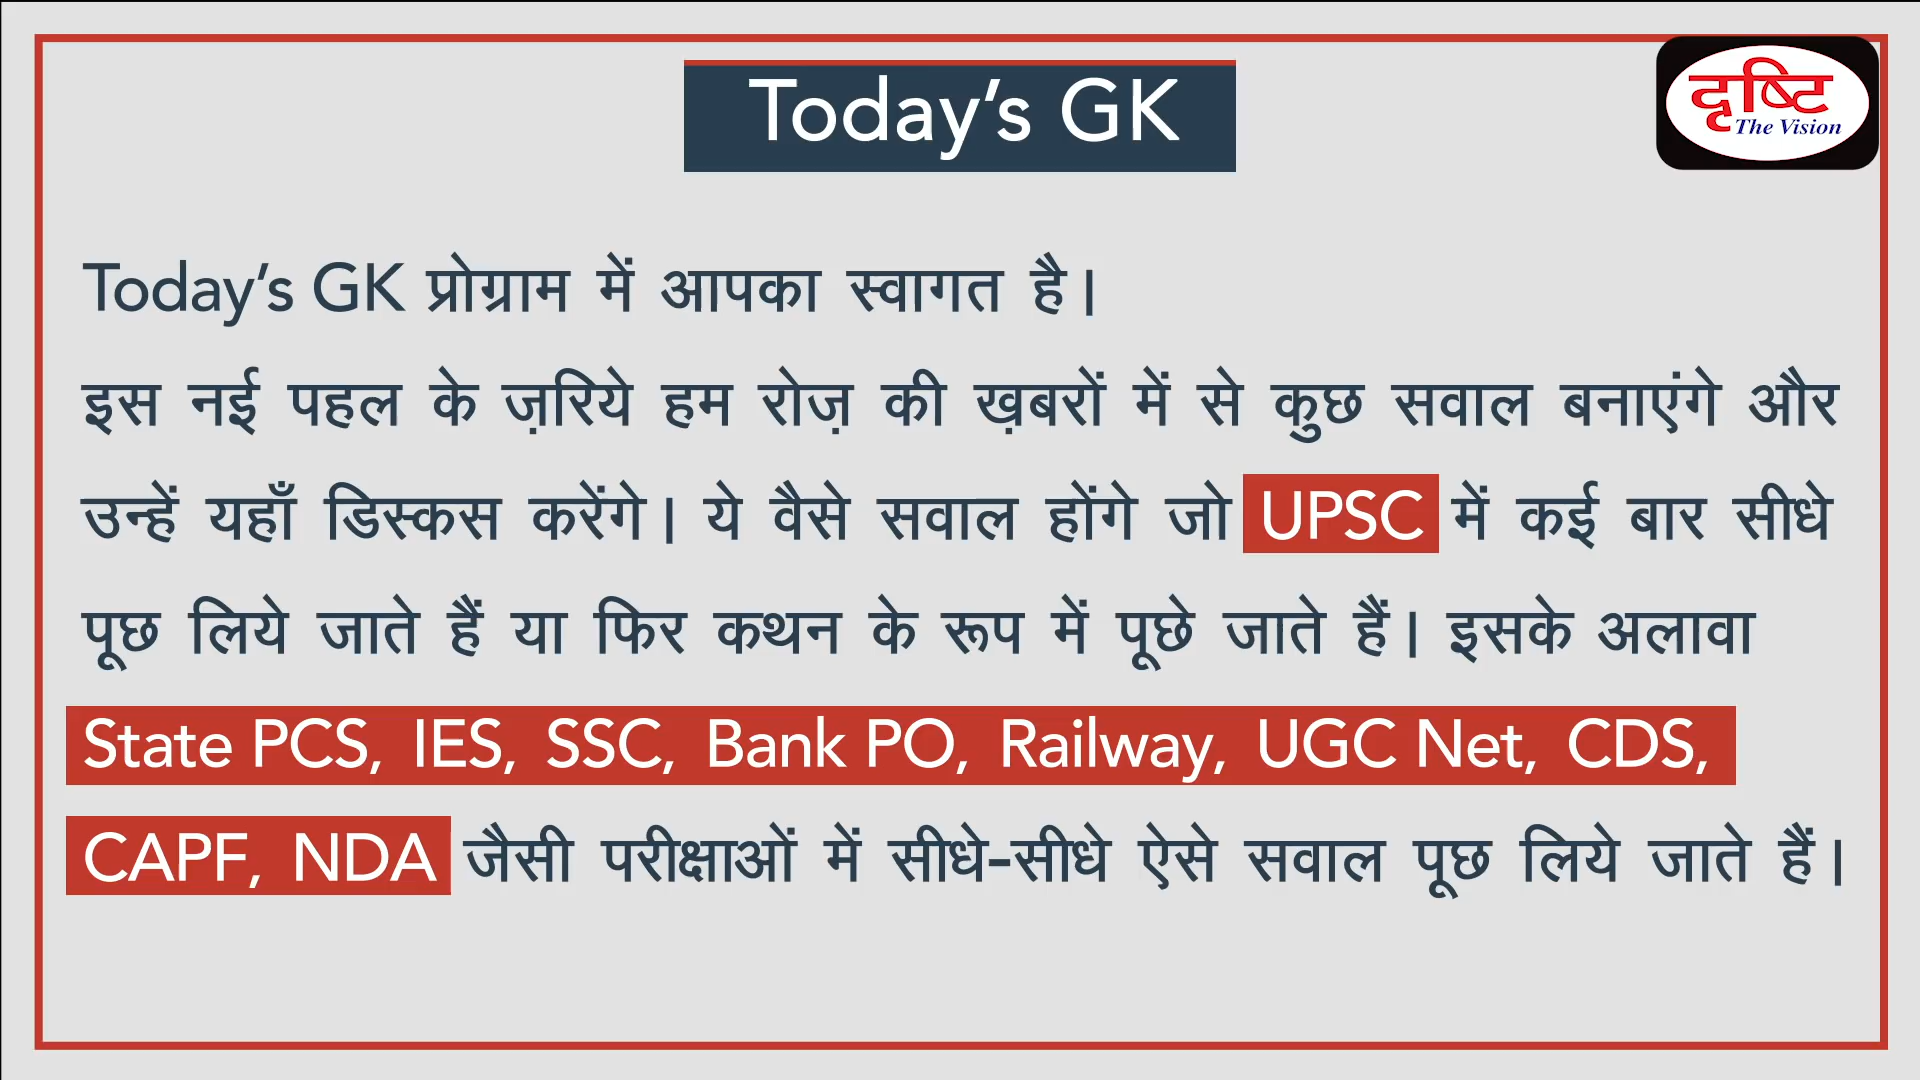 Today's GK
दृष्टि
The Vision
Today's GK प्रोग्राम में आपका स्वागत है।
इस नई पहल के ज़रिये हम रोज़ की ख़बरों में से कुछ सवाल बनाएंगे और
उन्हें यहाँ डिस्कस करेंगे। ये वैसे सवाल होंगे जो UPSC में कई बार सीधे
पूछ लिये जाते हैं या फिर कथन के रूप में पूछे जाते हैं। इसके अलावा
State PCS, IES, SSC, Bank PO, Railway, UGC Net, CDS,
CAPF, NDA जैसी परीक्षाओं में सीधे-सीधे ऐसे सवाल पूछ लिये जाते हैं।